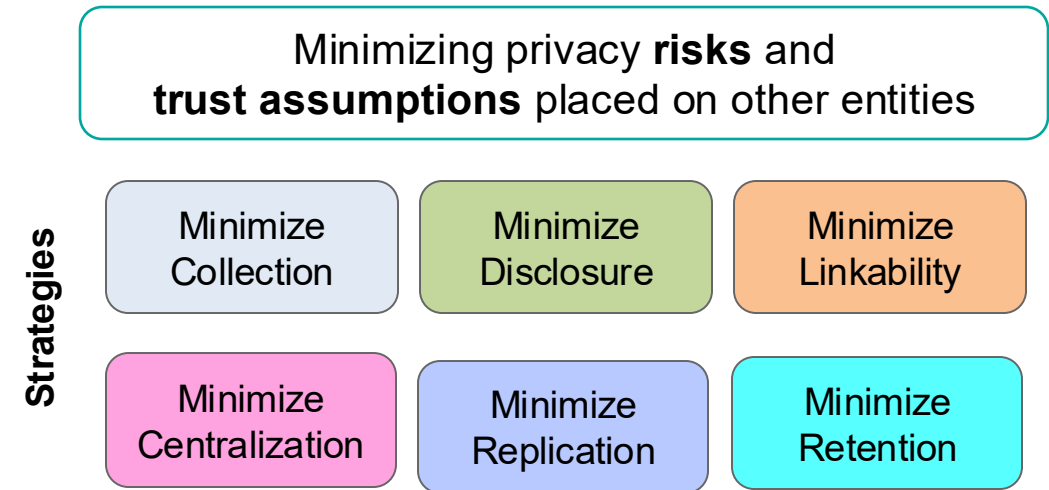 Minimizing privacy risks and
trust assumptions placed on other entities
Strategies
Minimize
Collection
Minimize
Disclosure
Minimize
Linkability
Minimize
Centralization
Minimize
Replication
Minimize
Retention